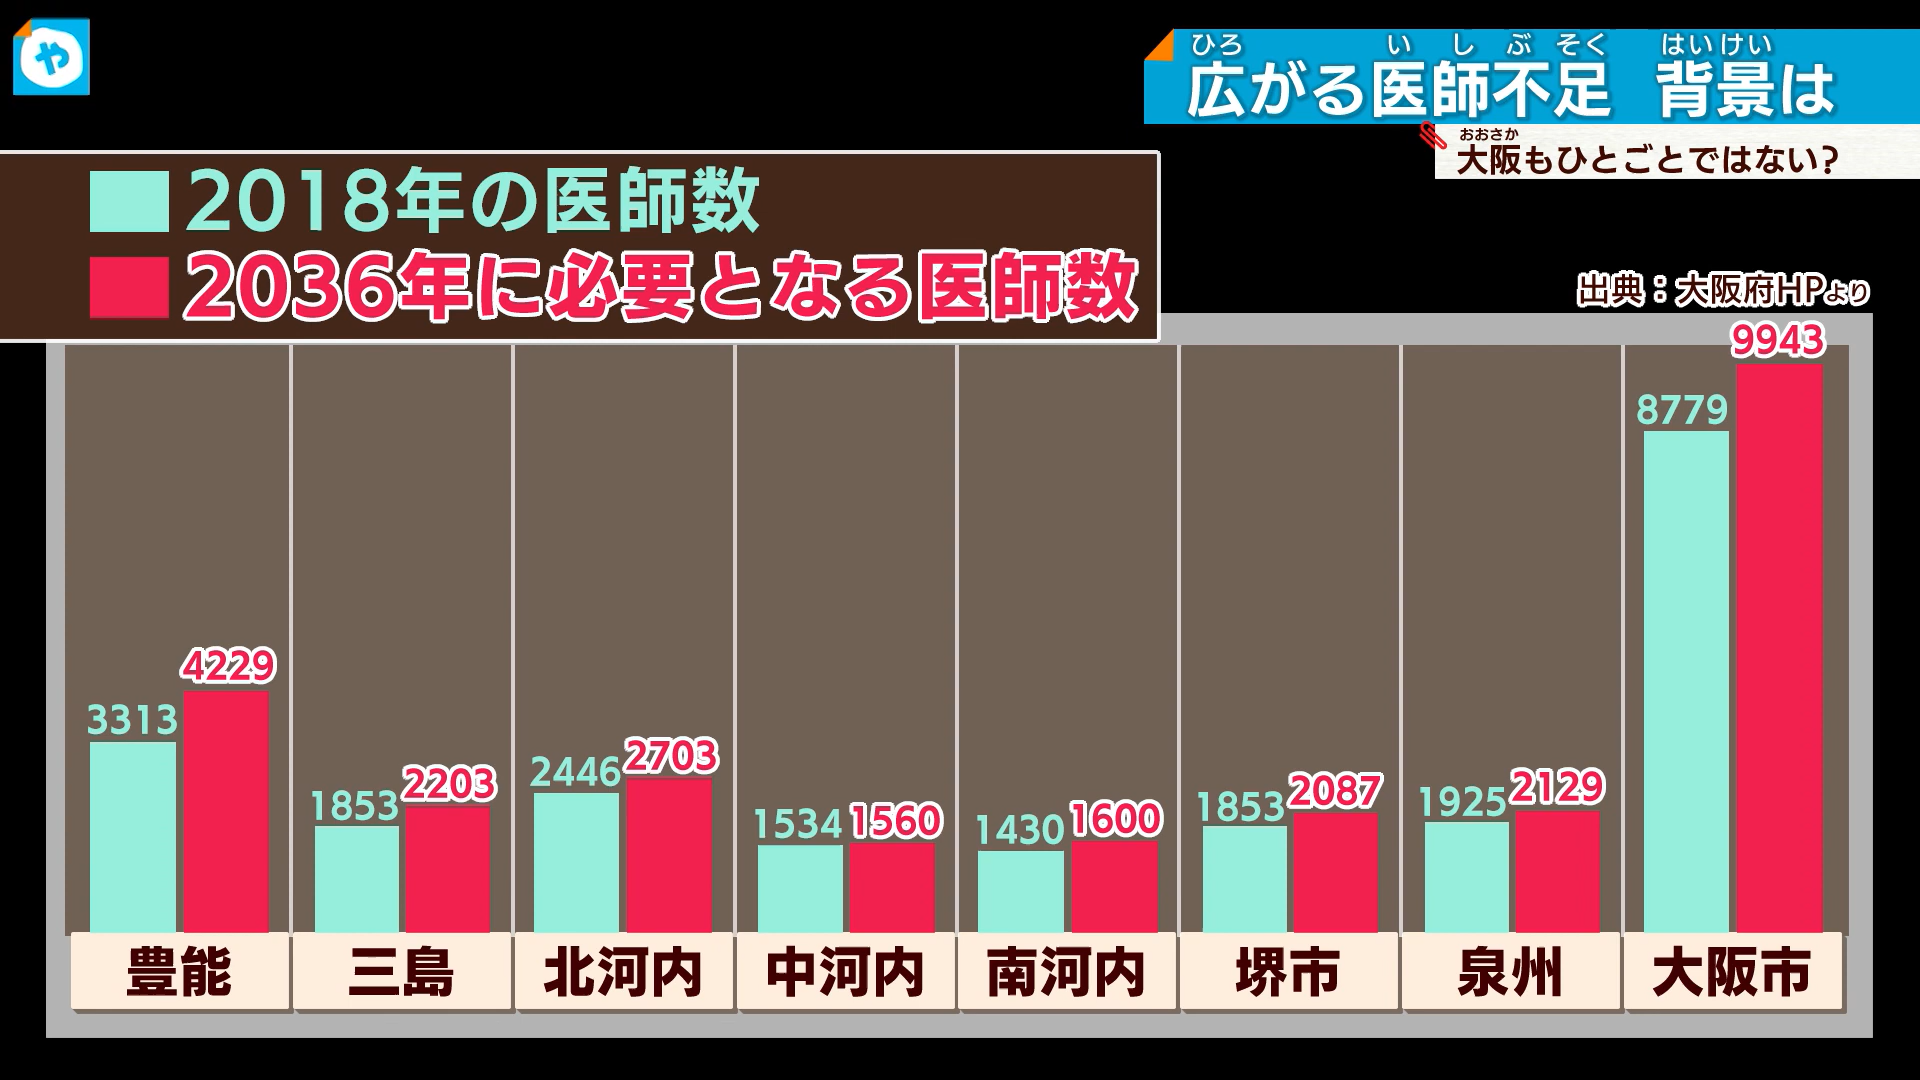 や
ひろ い し ぶ そく はい けい
広がる医師不足 背景は
おおさか
大阪もひとごとではない?
2018年の医師数
2036年に必要となる医師数
出典：大阪府HPより
3313 4229
1853 2203
2446 2703
1534 1560
1430 1600
1853 2087
1925 2129
8779 9943
豊能 三島 北河内 中河内 南河内 堺市 泉州 大阪市